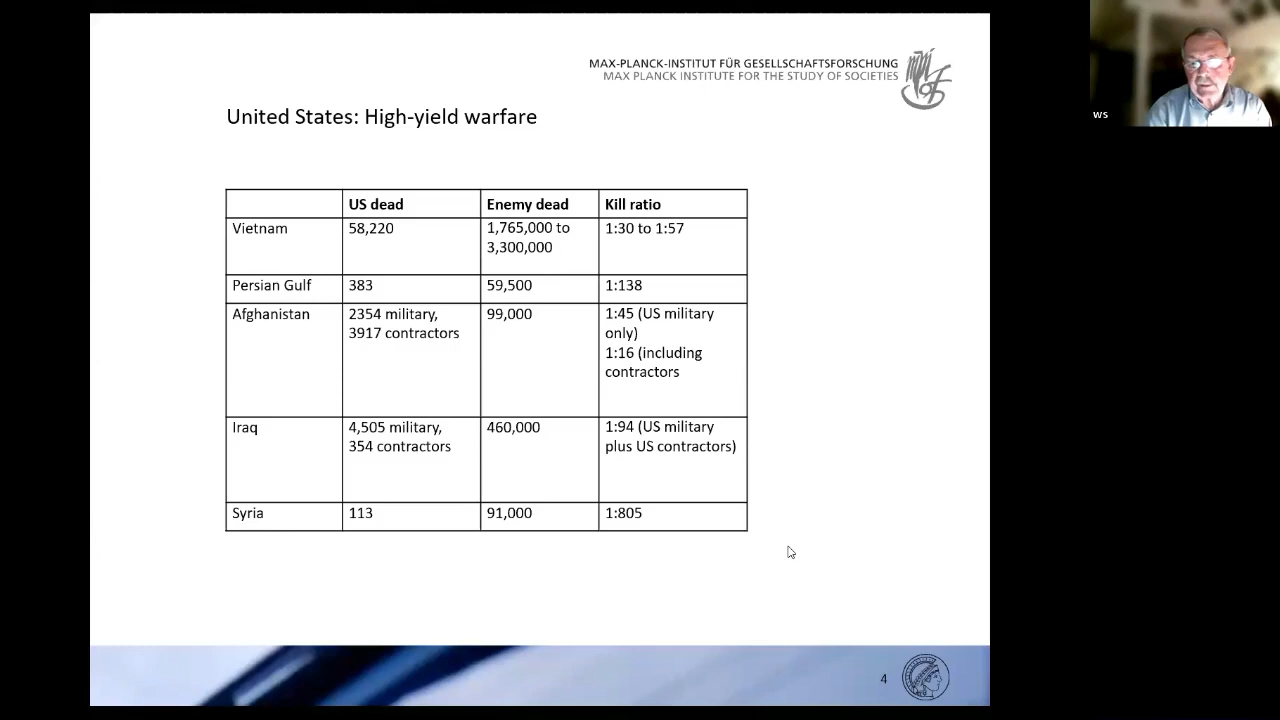 MAX-PLANCK-INSTITUT FÜR GESELLSCHAFTSFORSCHUNG
MAX PLANCK INSTITUTE FOR THE STUDY OF SOCIETIES
ws
United States: High-yield warfare
US dead Enemy dead Kill ratio
Vietnam 58,220 1,765,000 to 1:30 to 1:57
3,300,000
Persian Gulf 383 59,500 1:138
Afghanistan 2354 military, 99,000 1:45 (US military
3917 contractors only)
1:16 (including
contractors
Iraq 4,505 military, 460,000 1:94 (US military
354 contractors plus US contractors)
Syria 113 91,000 1:805
4